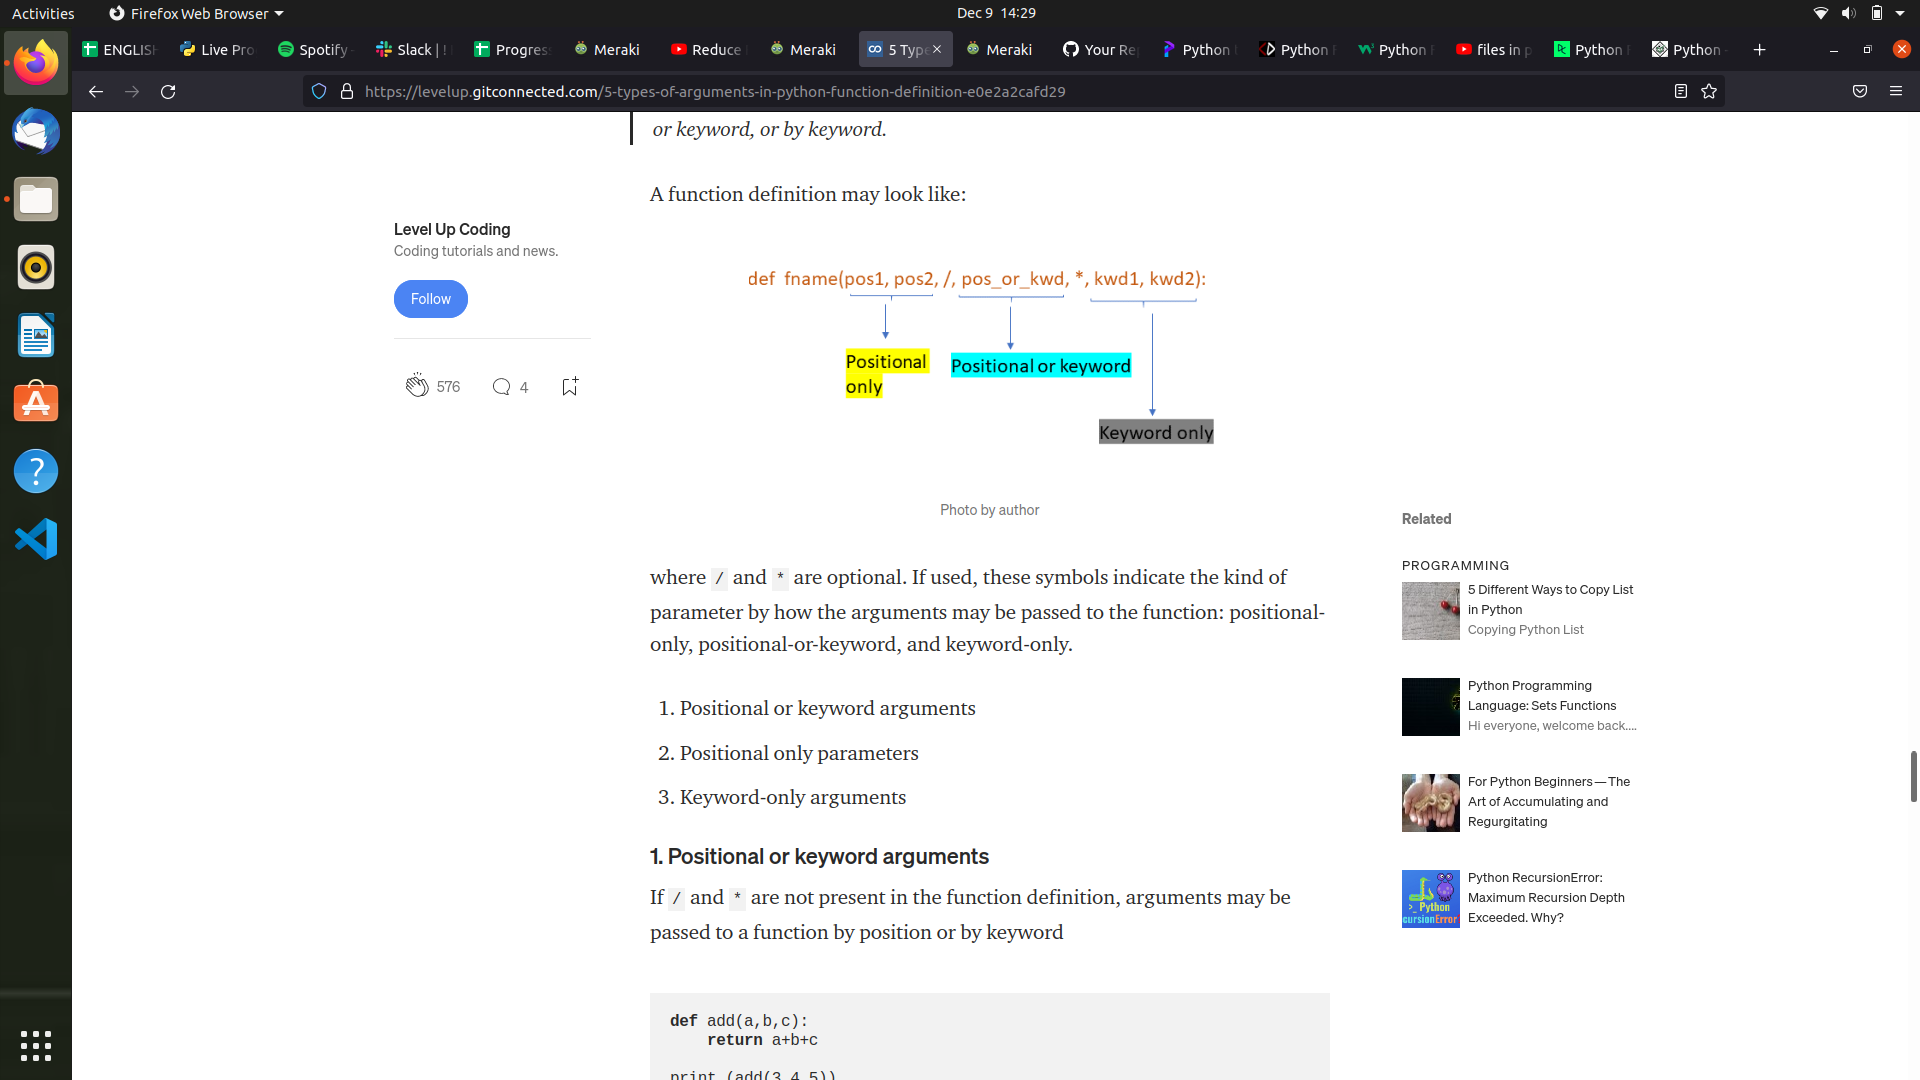 Activities
Firefox Web Browser
Dec 9 14:29
ENGLISH
Live Pro
Spotify -
Slack | !
Progress
Meraki
Reduce
Meraki
5 Type
Meraki
Your Re
Python
Python F
Python F
files in p
Python F
Python -
https://levelup.gitconnected.com/5-types-of-arguments-in-python-function-definition-e0e2a2cafd29
or keyword, or by keyword.
A function definition may look like:
Level Up Coding
Coding tutorials and news.
Follow
576
4
def fname(pos1, pos2, /, pos_or_kwd, *, kwd1, kwd2):
Positional
only
Positional or keyword
Keyword only
Photo by author
where / and * are optional. If used, these symbols indicate the kind of
parameter by how the arguments may be passed to the function: positional-
only, positional-or-keyword, and keyword-only.
1. Positional or keyword arguments
2. Positional only parameters
3. Keyword-only arguments
1. Positional or keyword arguments
If / and * are not present in the function definition, arguments may be
passed to a function by position or by keyword
def add(a,b,c):
return a+b+c
print (add(3,4,5))
Related
PROGRAMMING
5 Different Ways to Copy List
in Python
Copying Python List
Python Programming
Language: Sets Functions
Hi everyone, welcome back....
For Python Beginners — The
Art of Accumulating and
Regurgitating
Python RecursionError:
Maximum Recursion Depth
Exceeded. Why?
>_ Python
cursionError